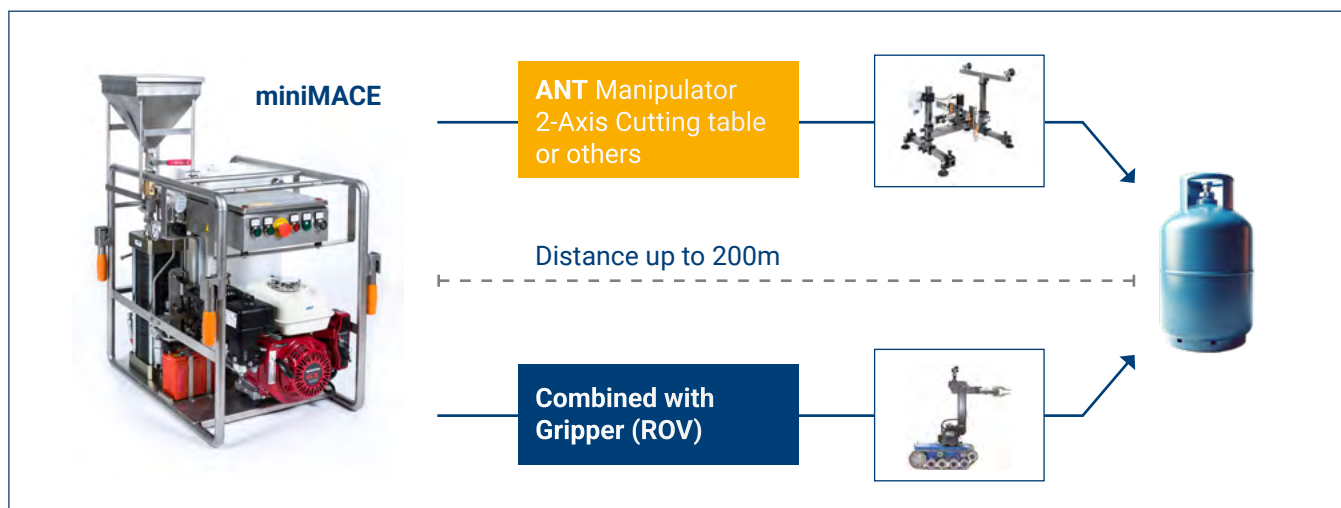 miniMACE
ANT Manipulator
2-Axis Cutting table
or others
Distance up to 200m
Combined with
Gripper (ROV)